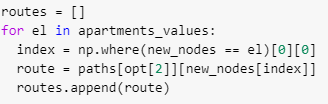 routes = []
for el in apartments_values:
  index = np.where(new_nodes == el)[0][0]
  route = paths[opt[2]][new_nodes[index]]
  routes.append(route)